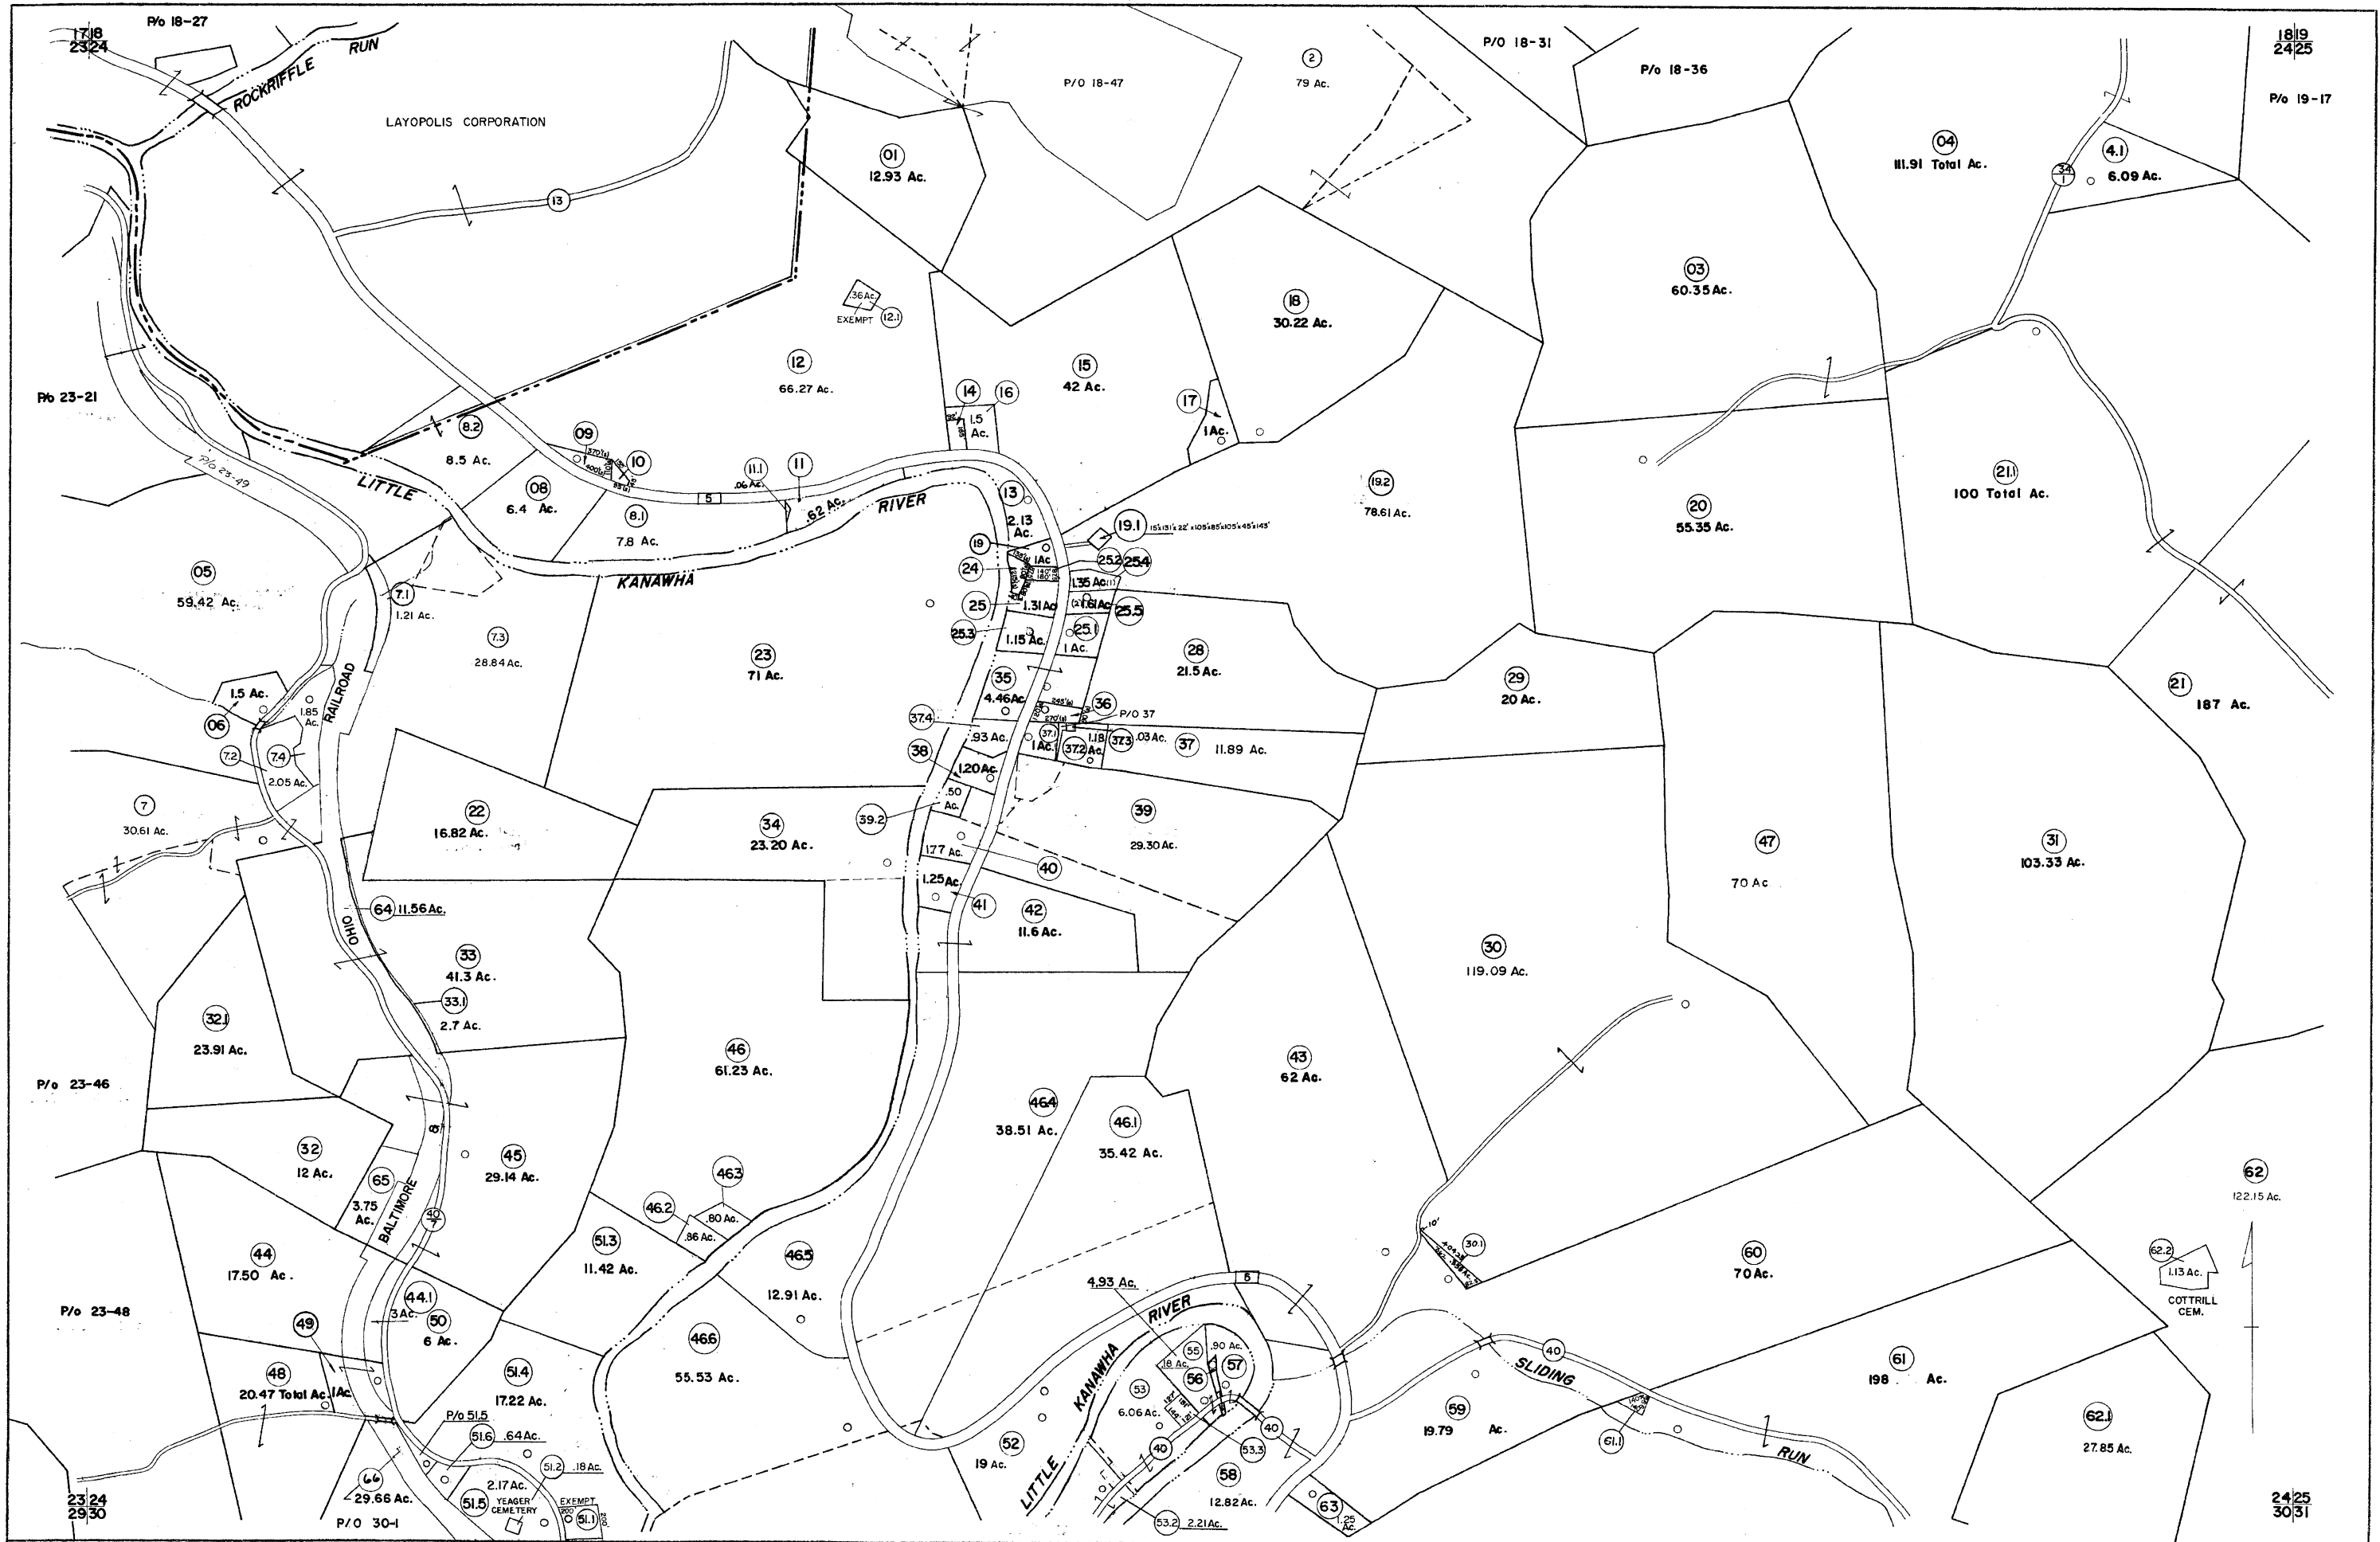 P/o 18-27
17|18
23|24
ROCKRIFFLE RUN
LAYOPOLIS CORPORATION
13
P/O 18-47
2
79 Ac.
P/O 18-31
P/o 18-36
18|19
24|25
P/o 19-17
01
12.93 Ac.
04
111.91 Total Ac.
4.1
6.09 Ac.
34
1
03
60.35 Ac.
18
30.22 Ac.
.36 Ac.
EXEMPT
12.1
12
66.27 Ac.
15
42 Ac.
14
16
1.5
Ac.
17
1 Ac.
P/o 23-21
8.2
8.5 Ac.
09
370'(s)
400'(s)
10
P/o 23-49
LITTLE
08
6.4 Ac.
8.1
7.8 Ac.
5
11.1
.06 Ac.
11
.62 Ac.
RIVER
KANAWHA
13
2.13
Ac.
19.2
78.61 Ac.
20
55.35 Ac.
21.1
100 Total Ac.
19
1 Ac
19.1
24
25.2
25.4
1.35 Ac(1)
25
1.31 Ac
(2)1.61 Ac
25.5
25.3
1.15 Ac.
25.1
1 Ac.
05
59.42 Ac.
7.1
1.21 Ac.
7.3
28.84 Ac.
23
71 Ac.
28
21.5 Ac.
29
20 Ac.
21
187 Ac.
1.5 Ac.
06
1.85
Ac.
RAILROAD
35
4.46 Ac
245'(s)
270'(s)
36
P/O 37
37.4
.93 Ac.
37.1
1 Ac.
37.2
1.18
Ac.
37.3
.03 Ac.
37
11.89 Ac.
7.2
7.4
2.05 Ac.
38
1.20 Ac.
.50
Ac.
39.2
39
29.30 Ac.
7
30.61 Ac.
22
16.82 Ac.
34
23.20 Ac.
1.77 Ac.
40
47
70 Ac
31
103.33 Ac.
1.25 Ac.
41
42
11.6 Ac.
64
11.56 Ac.
OHIO
33
41.3 Ac.
33.1
2.7 Ac.
30
119.09 Ac.
32.1
23.91 Ac.
46
61.23 Ac.
43
62 Ac.
P/o 23-46
46.4
38.51 Ac.
46.1
35.42 Ac.
32
12 Ac.
65
3.75
Ac.
&
BALTIMORE
40
7
45
29.14 Ac.
46.3
.80 Ac.
46.2
.86 Ac.
62
122.15 Ac.
44
17.50 Ac.
51.3
11.42 Ac.
46.5
12.91 Ac.
10'
30.1
60
70 Ac.
62.2
1.13 Ac.
COTTRILL
CEM.
P/o 23-48
44.1
.3 Ac.
50
6 Ac.
4.93 Ac.
5
49
46.6
55.53 Ac.
LITTLE KANAWHA RIVER
55
.90 Ac.
.18 Ac.
56
57
40
SLIDING RUN
61
198 Ac.
48
20.47 Total Ac.
1 Ac.
51.4
17.22 Ac.
53
6.06 Ac.
59
19.79 Ac.
61.1
62.1
27.85 Ac.
P/o 51.5
51.6
.64 Ac.
52
19 Ac.
40
53.3
40
66
29.66 Ac.
2.17 Ac.
51.2
.18 Ac.
51.5
YEAGER
CEMETERY
EXEMPT
200'
51.1
200'
58
12.82 Ac.
63
1.25
Ac.
53.2
2.21 Ac.
23|24
29|30
P/O 30-1
24|25
30|31